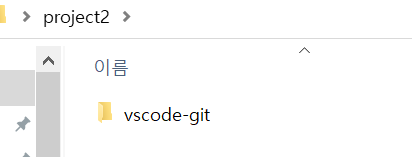 project2
이름
vscode-git